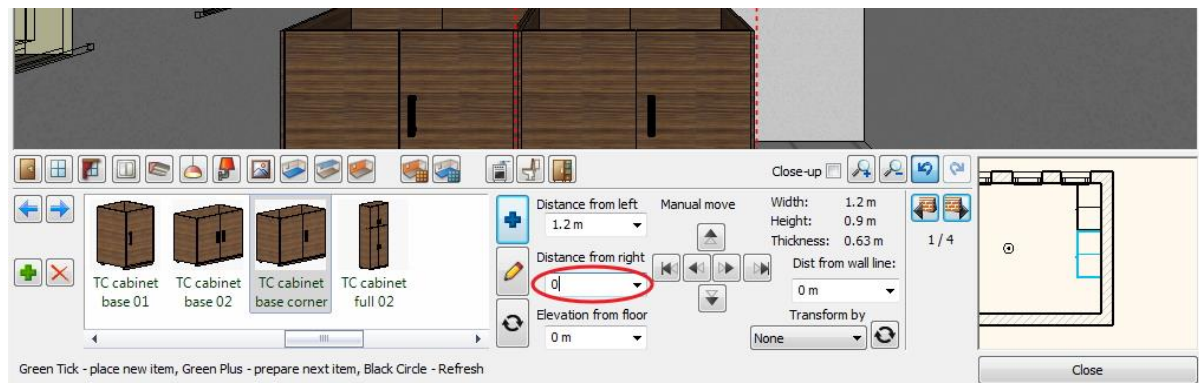 Close-up
Distance from left
1.2 m
Distance from right
0
Elevation from floor
0 m
Manual move
Width: 1.2 m
Height: 0.9 m
Thickness: 0.63 m
Dist from wall line:
0 m
Transform by
None
1 / 4
TC cabinet
base 01
TC cabinet
base 02
TC cabinet
base corner
TC cabinet
full 02
Green Tick - place new item, Green Plus - prepare next item, Black Circle - Refresh
Close